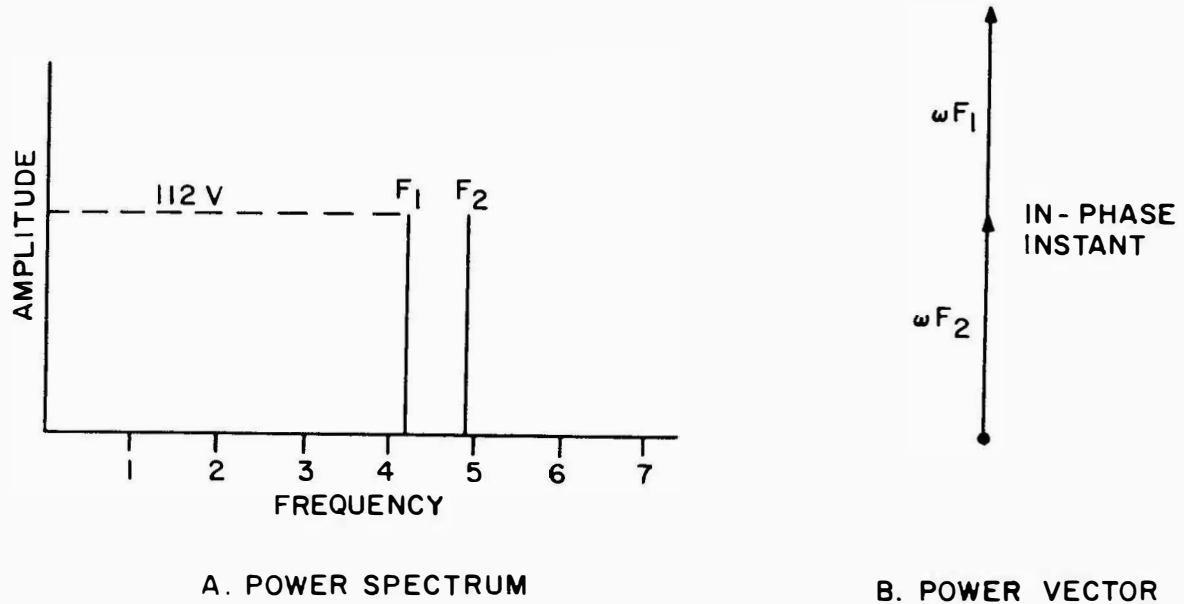 AMPLITUDE
112 V
F1
F2
1 2 3 4 5 6 7
FREQUENCY
A. POWER SPECTRUM
ωF1
IN-PHASE
INSTANT
ωF2
B. POWER VECTOR